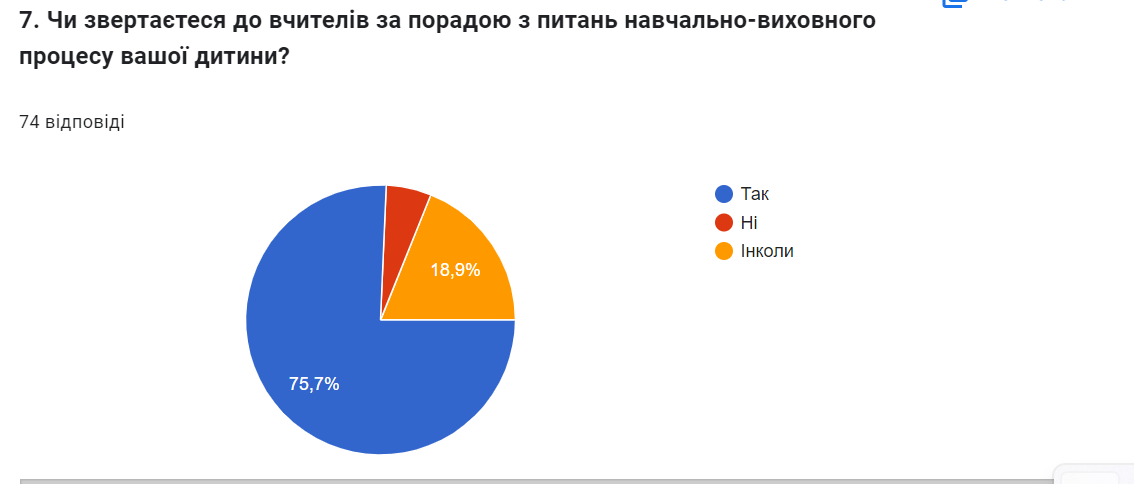 7. Чи звертаєтеся до вчителів за порадою з питань навчально-виховного
процесу вашої дитини?
74 відповіді
Так
Ні
Інколи
18,9%
75,7%